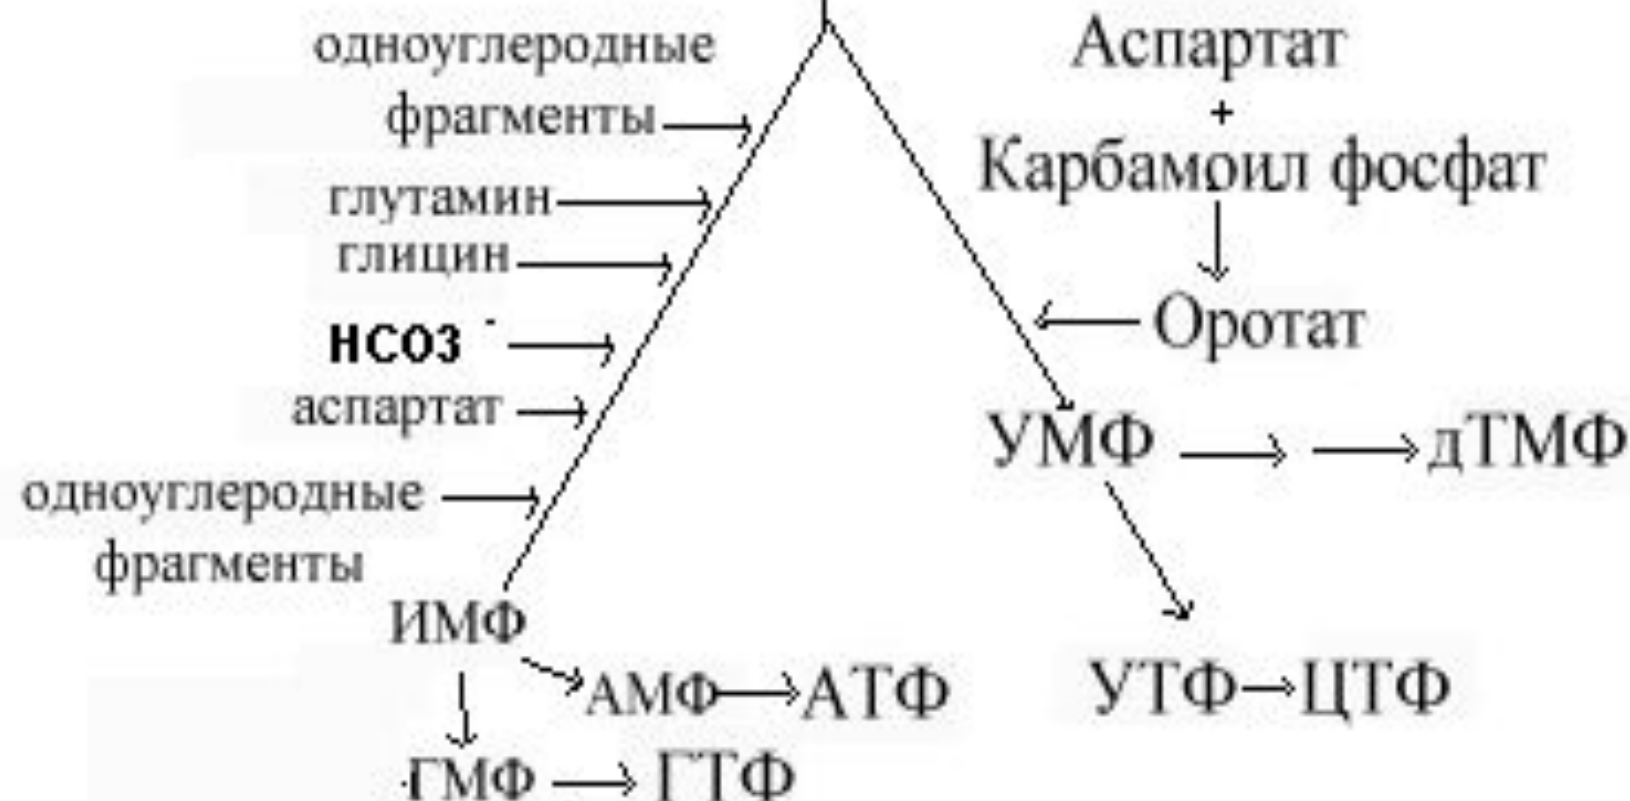 одноуглеродные
фрагменты
глутамин
глицин
НСО3 -
аспартат
одноуглеродные
фрагменты
ИМФ
АМФ АТФ
ГМФ ГТФ
Аспартат
+
Карбамоил фосфат
Оротат
УМФ дТМФ
УТФ ЦТФ